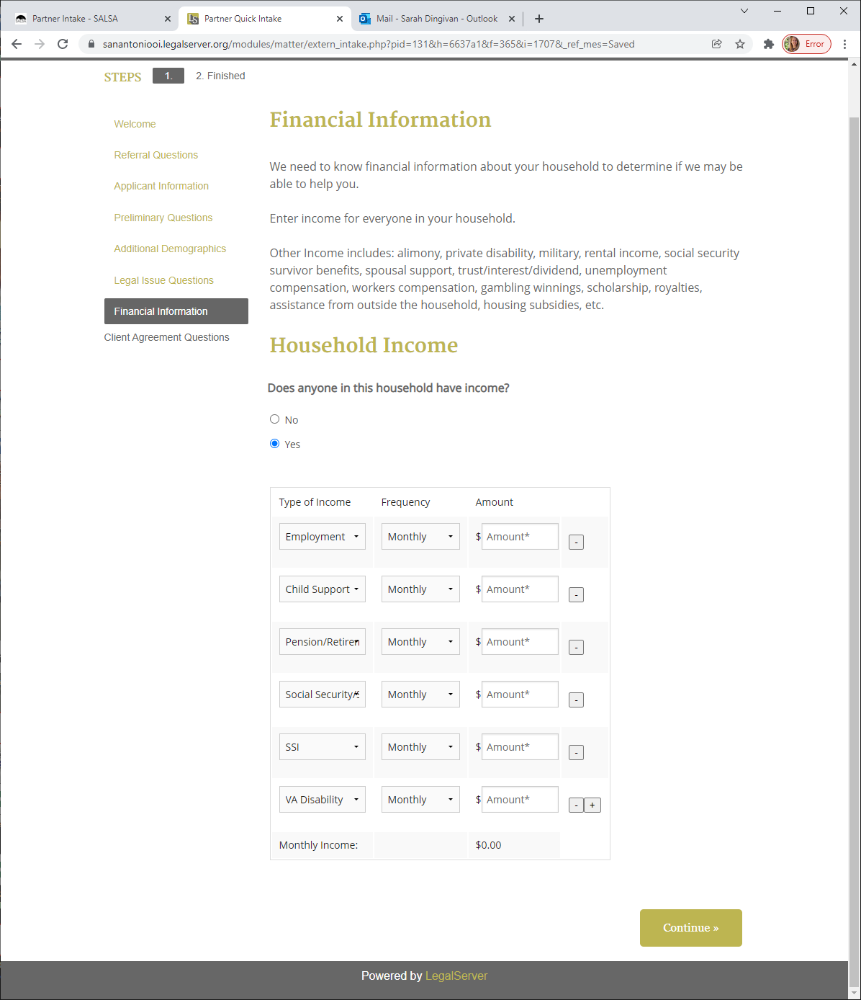 Partner Intake - SALSA
Partner Quick Intake
Mail - Sarah Dingivan - Outlook
sanantoniooi.legalserver.org/modules/matter/extern_intake.php?pid=131&h=6637a1&f=365&i=1707&_ref_mes=Saved
Error
STEPS 1. 2. Finished
Welcome
Referral Questions
Applicant Information
Preliminary Questions
Additional Demographics
Legal Issue Questions
Financial Information
Client Agreement Questions
Financial Information
We need to know financial information about your household to determine if we may be
able to help you.
Enter income for everyone in your household.
Other Income includes: alimony, private disability, military, rental income, social security
survivor benefits, spousal support, trust/interest/dividend, unemployment
compensation, workers compensation, gambling winnings, scholarship, royalties,
assistance from outside the household, housing subsidies, etc.
Household Income
Does anyone in this household have income?
No
Yes
Type of Income Frequency Amount
Employment Monthly $ Amount* -
Child Support Monthly $ Amount* -
Pension/Retirem Monthly $ Amount* -
Social Security/S Monthly $ Amount* -
SSI Monthly $ Amount* -
VA Disability Monthly $ Amount* - +
Monthly Income: $0.00
Continue »
Powered by LegalServer